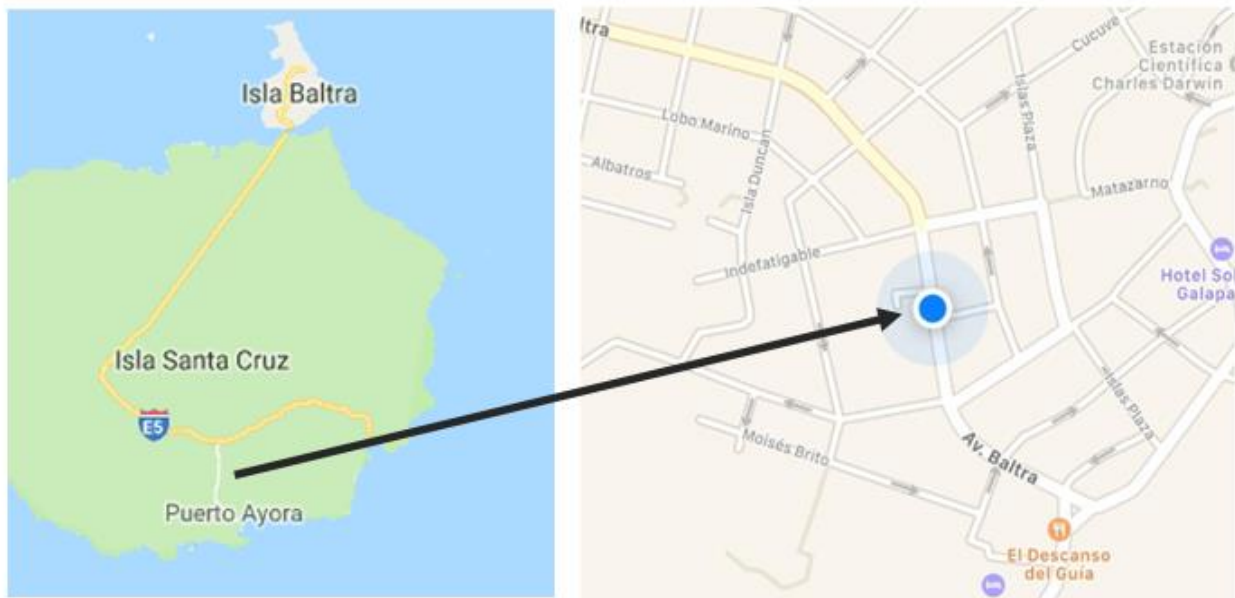 Isla Baltra
Isla Santa Cruz
E5
Puerto Ayora
ltra
Cucuve
Estación
Científica
Charles Darwin
Islas Plaza
Lobo Marino
Isla Duncan
Albatros
Matazarno
Indefatigable
Hotel Sol
Galapa
Islas Plaza
Moisés Brito
Av. Baltra
El Descanso
del Guía